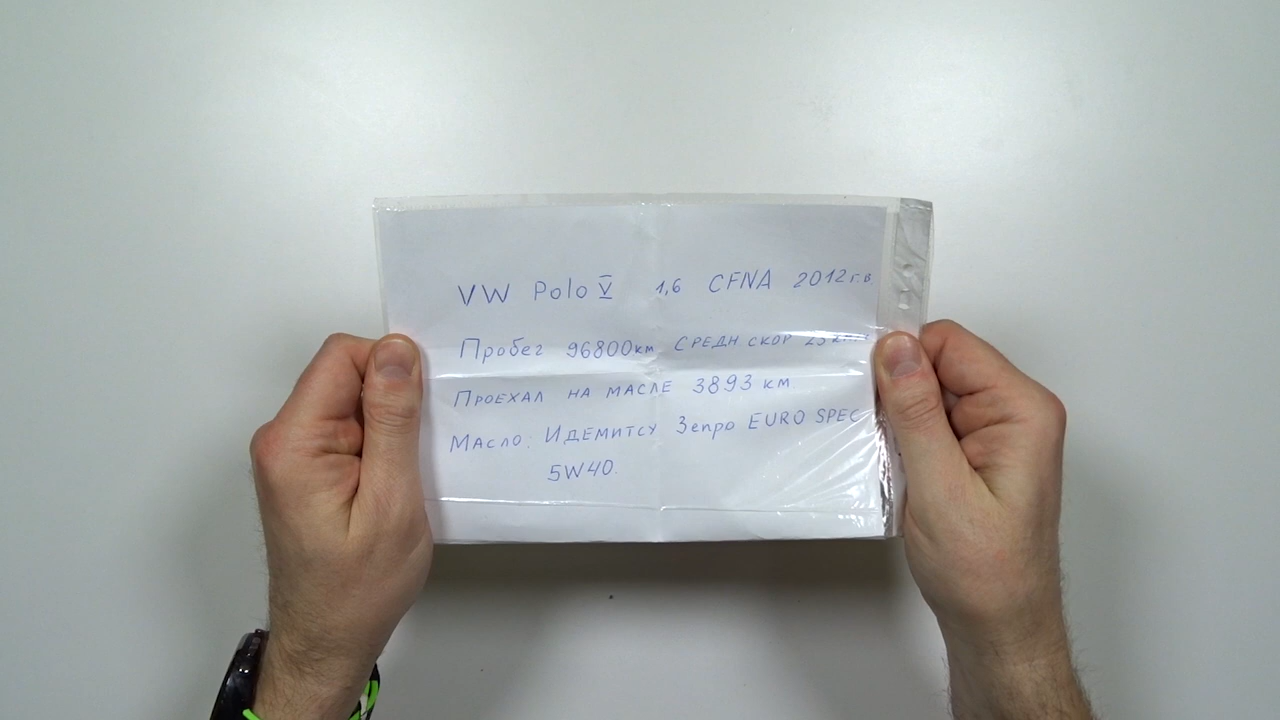 VW Polo V 1,6 CFNA 2012г.в.
Пробег 96800км СРЕДН СКОР
ПРОЕХАЛ НА МАСЛЕ 3893 км
МАСЛО: ИДЕМИТСУ Зепро EURO SPEC
5W40.